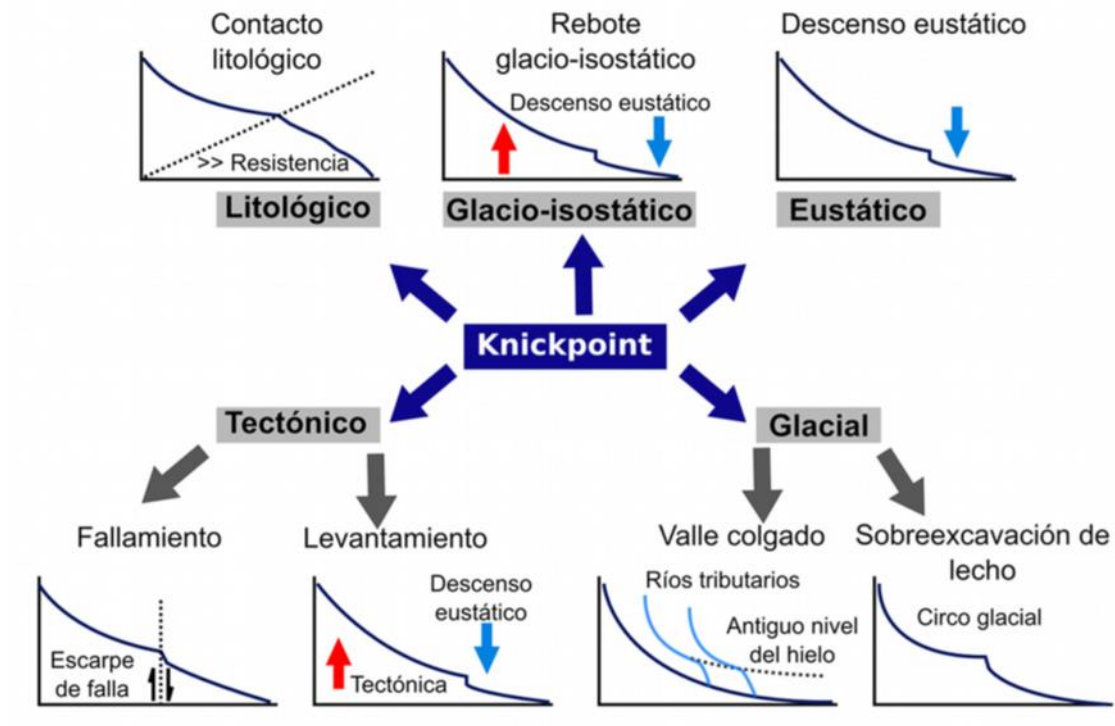 Contacto
litológico
>> Resistencia
Litológico
Rebote
glacio-isostático
Descenso eustático
Glacio-isostático
Descenso eustático
Eustático
Knickpoint
Tectónico
Glacial
Fallamiento
Escarpe
de falla
Levantamiento
Descenso
eustático
Tectónica
Valle colgado
Ríos tributarios
Antiguo nivel
del hielo
Sobreexcavación de
lecho
Circo glacial